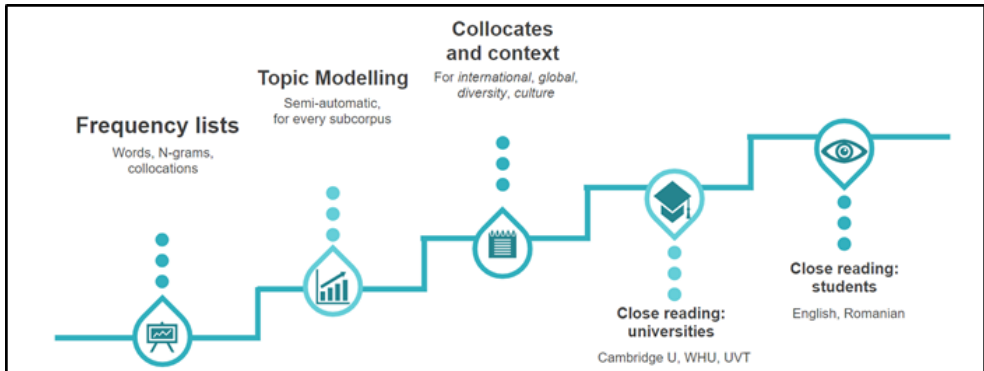 Frequency lists
Words, N-grams,
collocations
Topic Modelling
Semi-automatic,
for every subcorpus
Collocates
and context
For international, global,
diversity, culture
Close reading:
universities
Cambridge U, WHU, UVT
Close reading:
students
English, Romanian